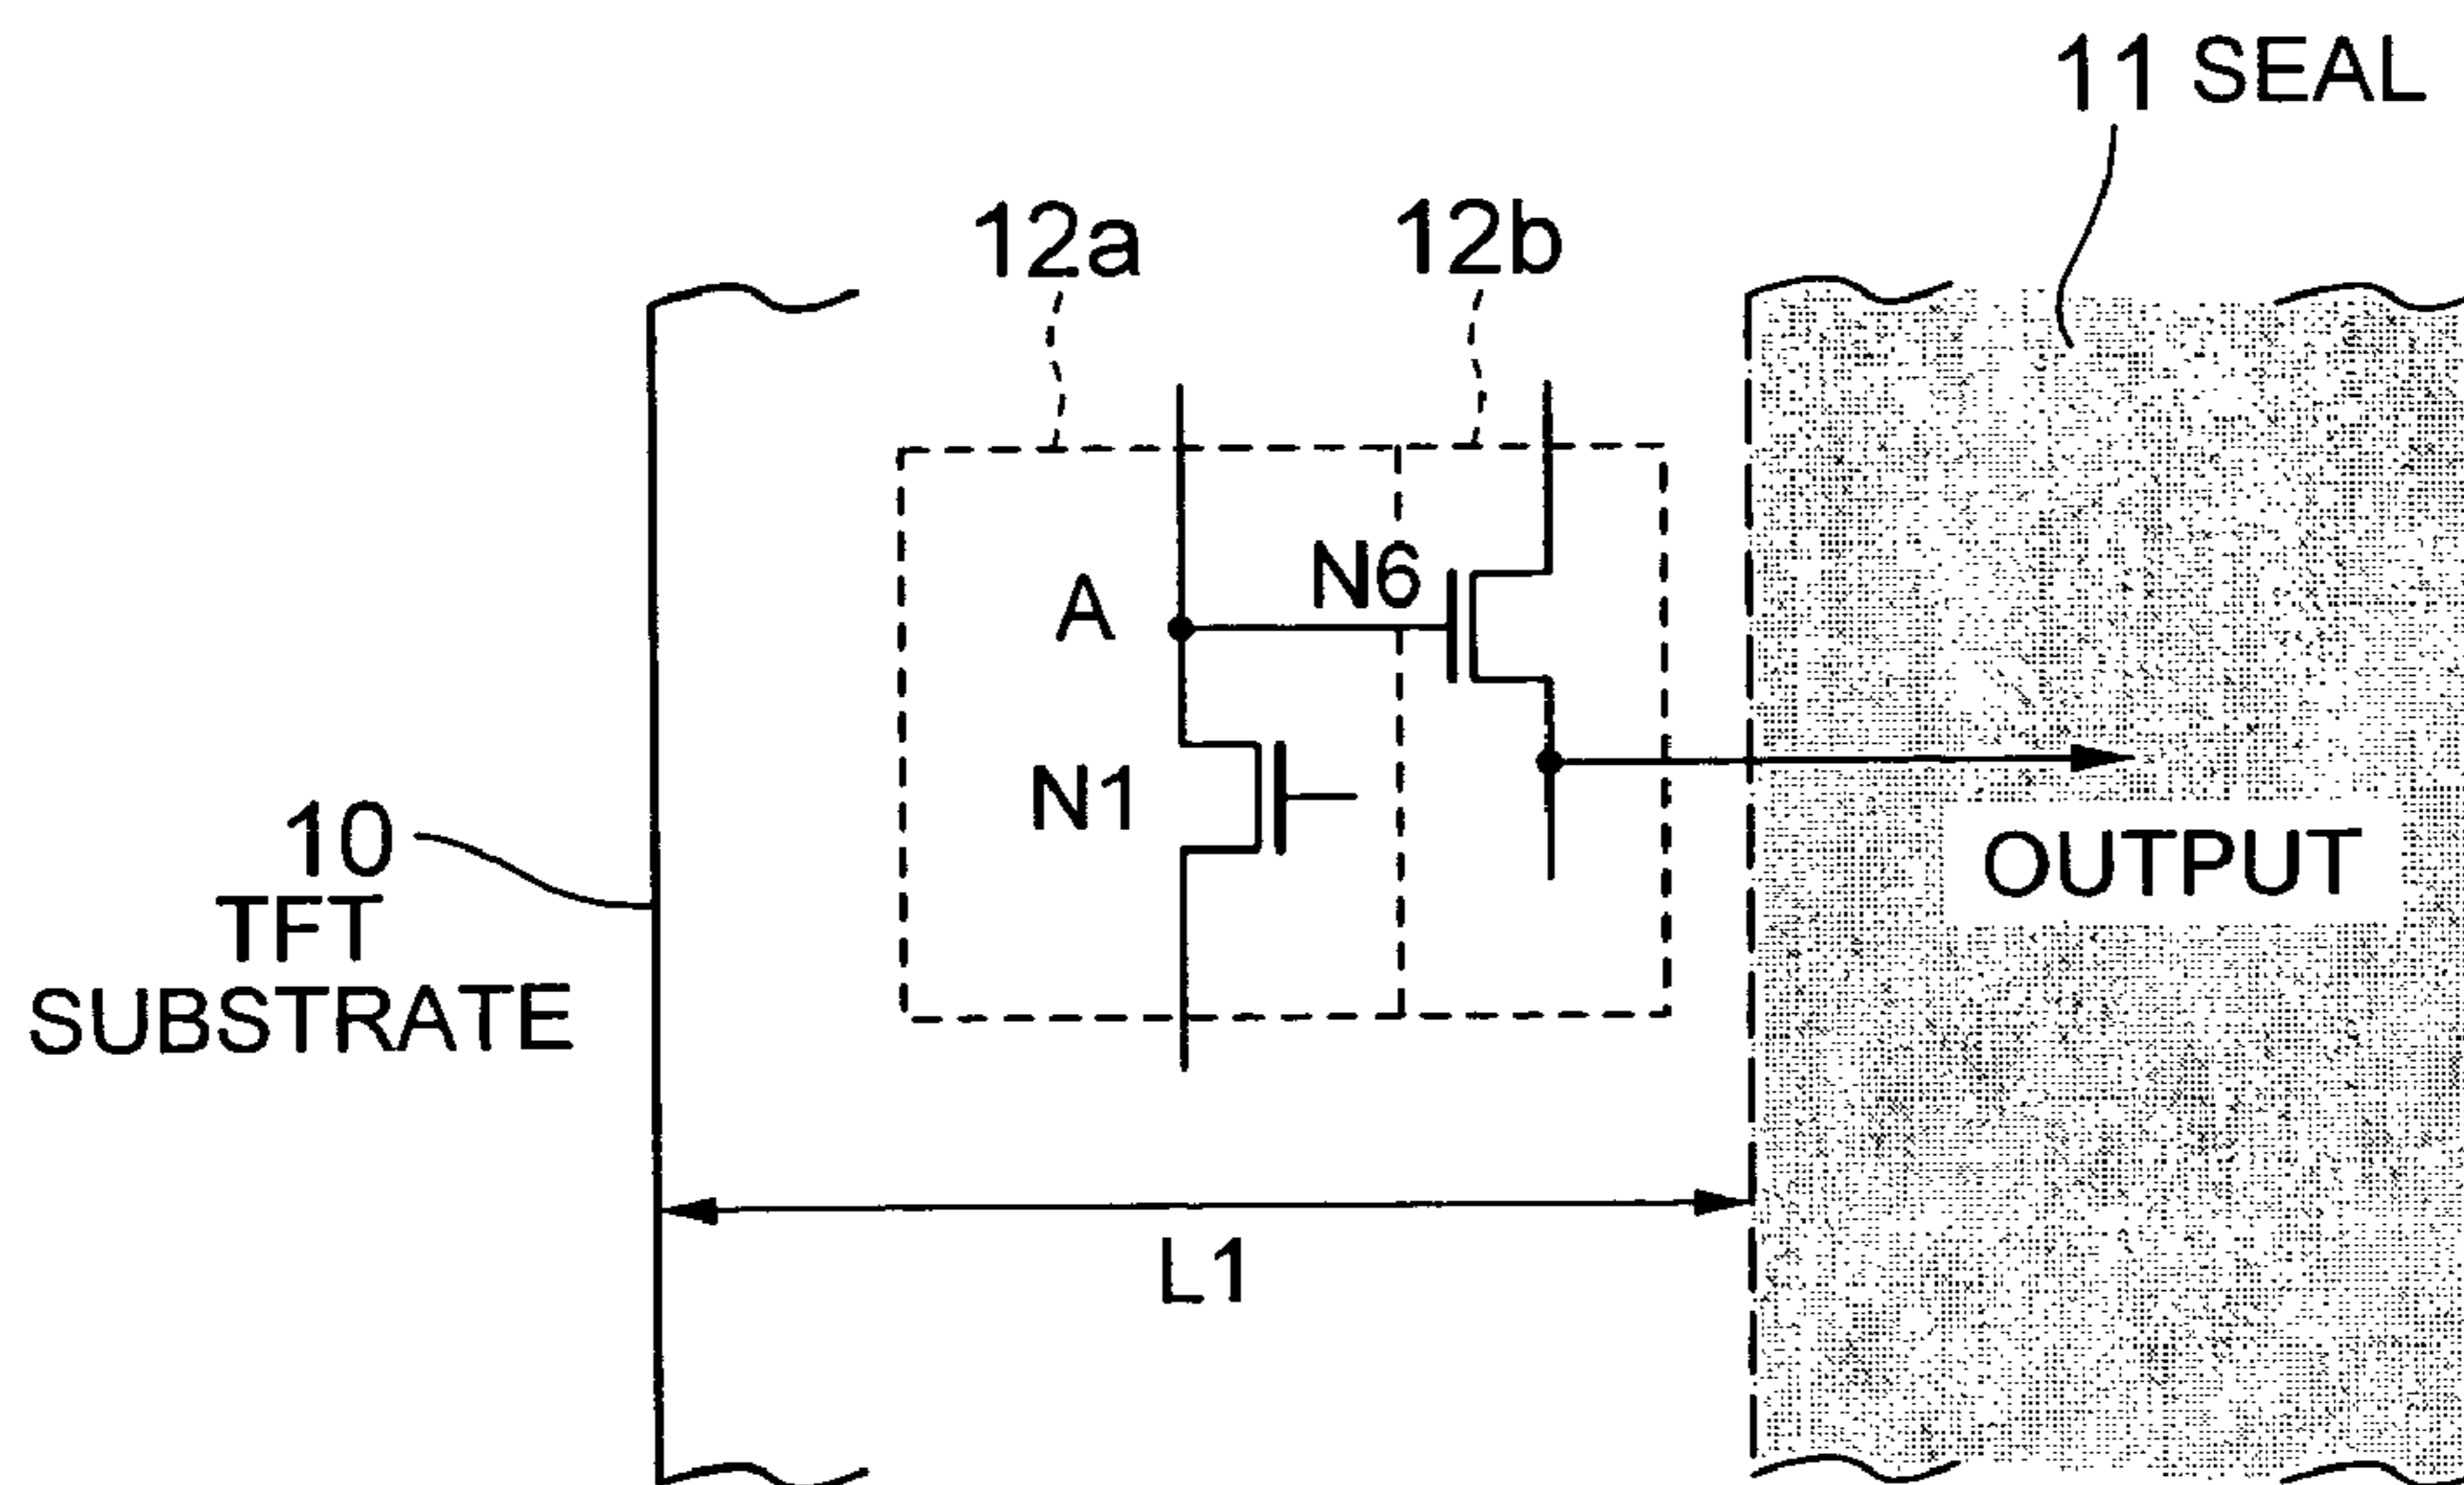 11 SEAL
12a
12b
N6
A
N1
10
TFT
SUBSTRATE
OUTPUT
L1